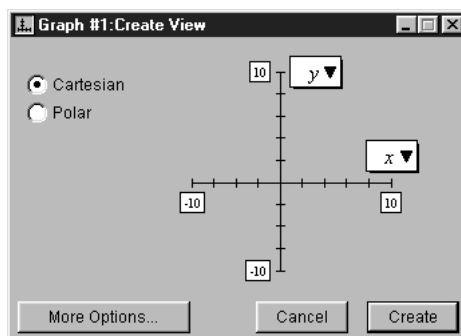 Graph #1:Create View
Cartesian
Polar
10
y
x
-10
10
-10
More Options...
Cancel
Create